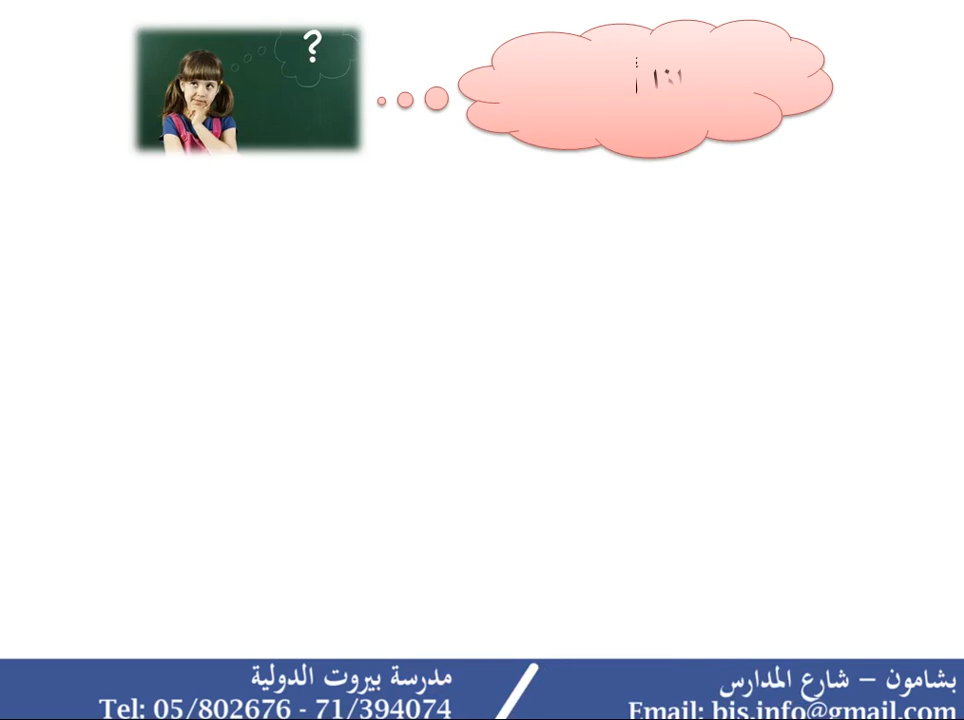 ?
مدرسة بيروت الدولية
Tel: 05/802676 - 71/394074
بشامون – شارع المدارس
Email: bis.info@gmail.com